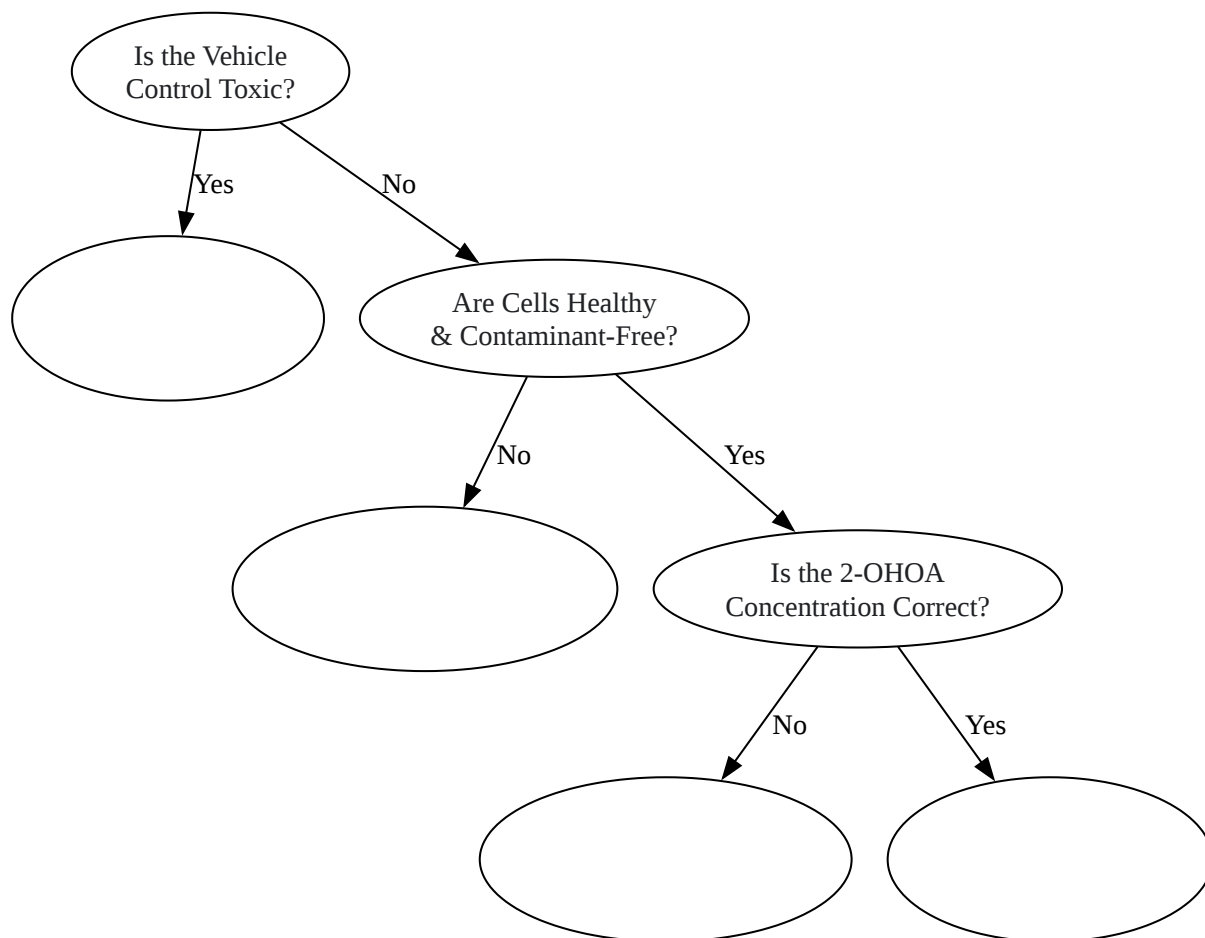 Is the Vehicle
Control Toxic?
Yes
No
Are Cells Healthy
& Contaminant-Free?
No
Yes
Is the 2-OHOA
Concentration Correct?
No
Yes